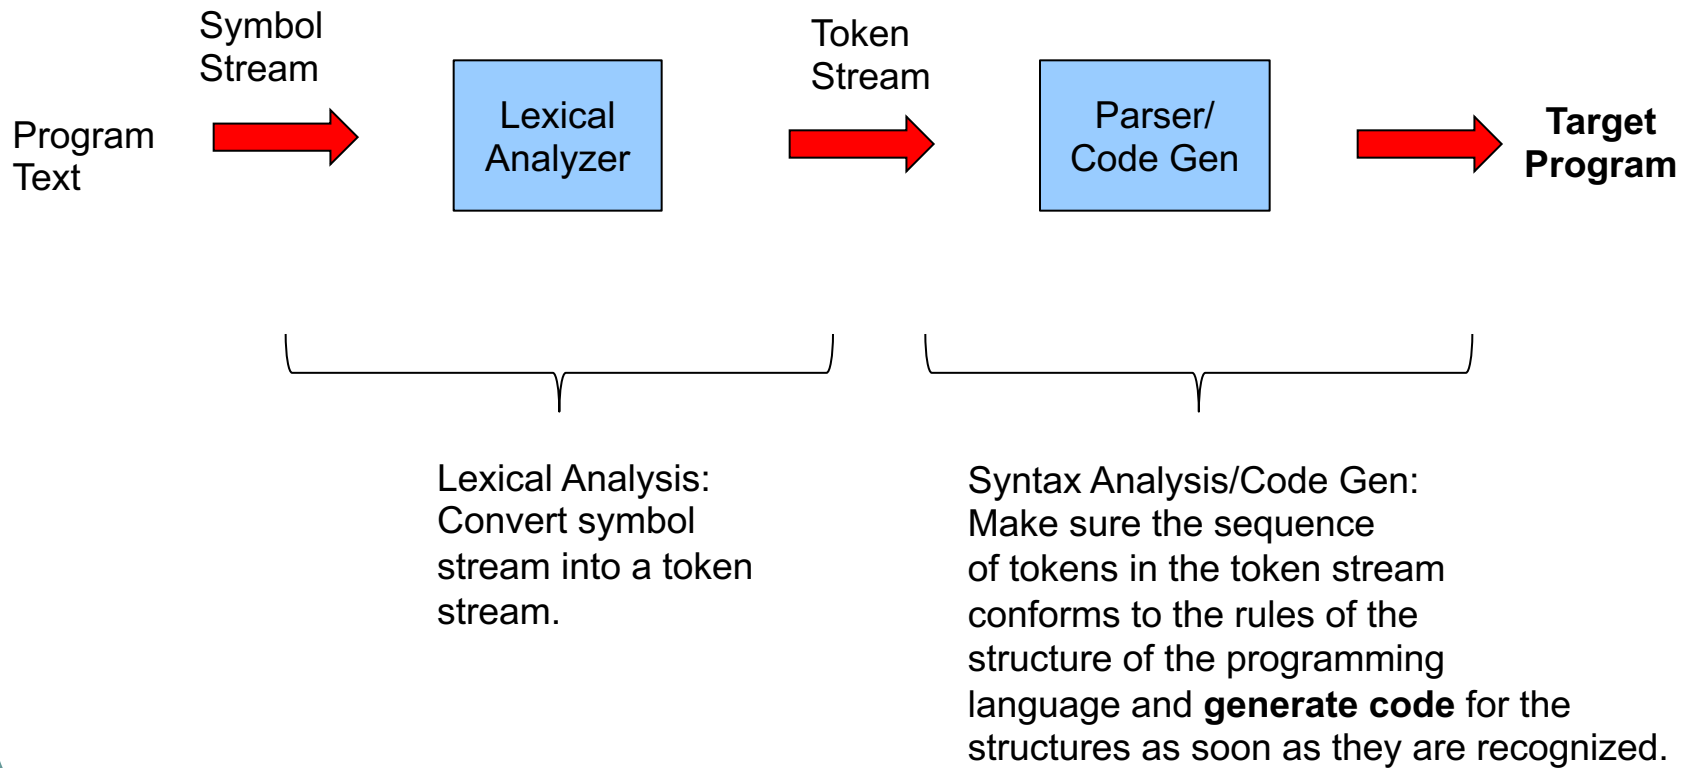 Symbol
Stream
Token
Stream
Program
Text
Lexical
Analyzer
Parser/
Code Gen
Target
Program
Lexical Analysis:
Convert symbol
stream into a token
stream.
Syntax Analysis/Code Gen:
Make sure the sequence
of tokens in the token stream
conforms to the rules of the
structure of the programming
language and generate code for the
structures as soon as they are recognized.